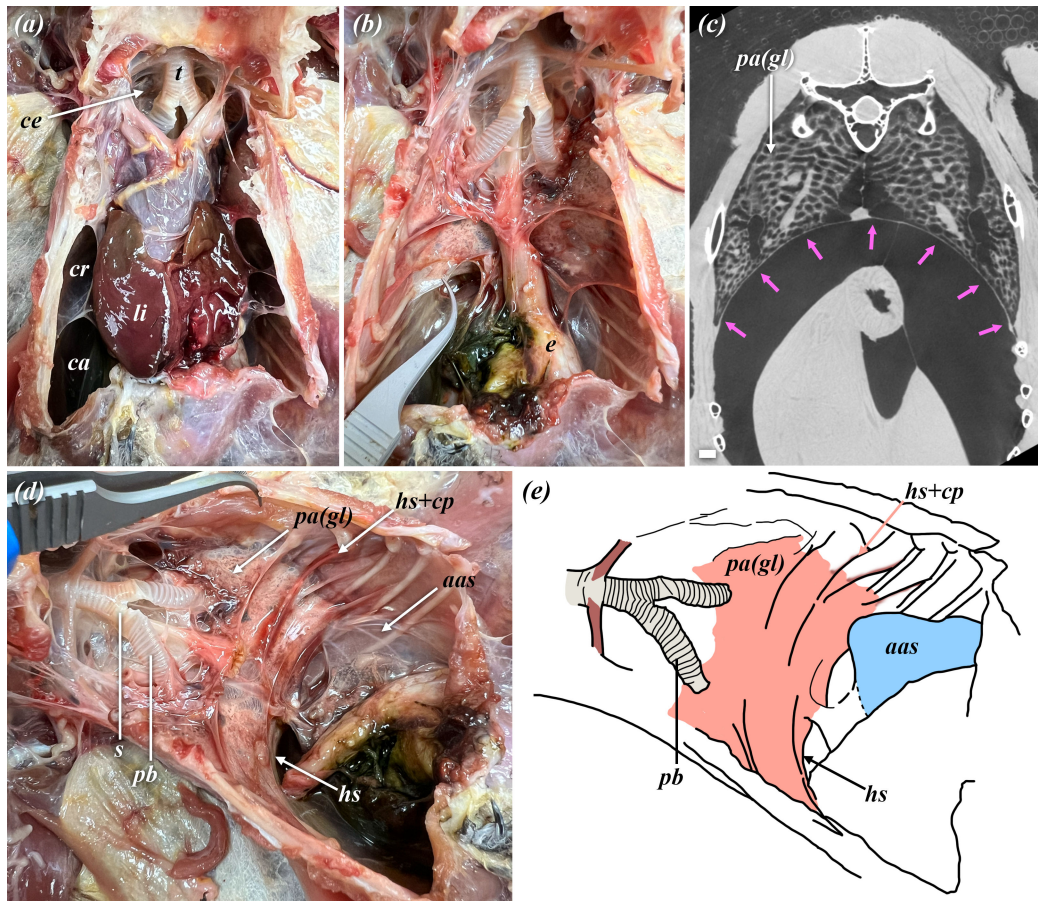 (a)
t
ce
cr
li
ca
(b)
e
(c)
pa(gl)
(d)
hs+cp
pa(gl)
aas
s
pb
hs
(e)
hs+cp
pa(gl)
aas
pb
hs